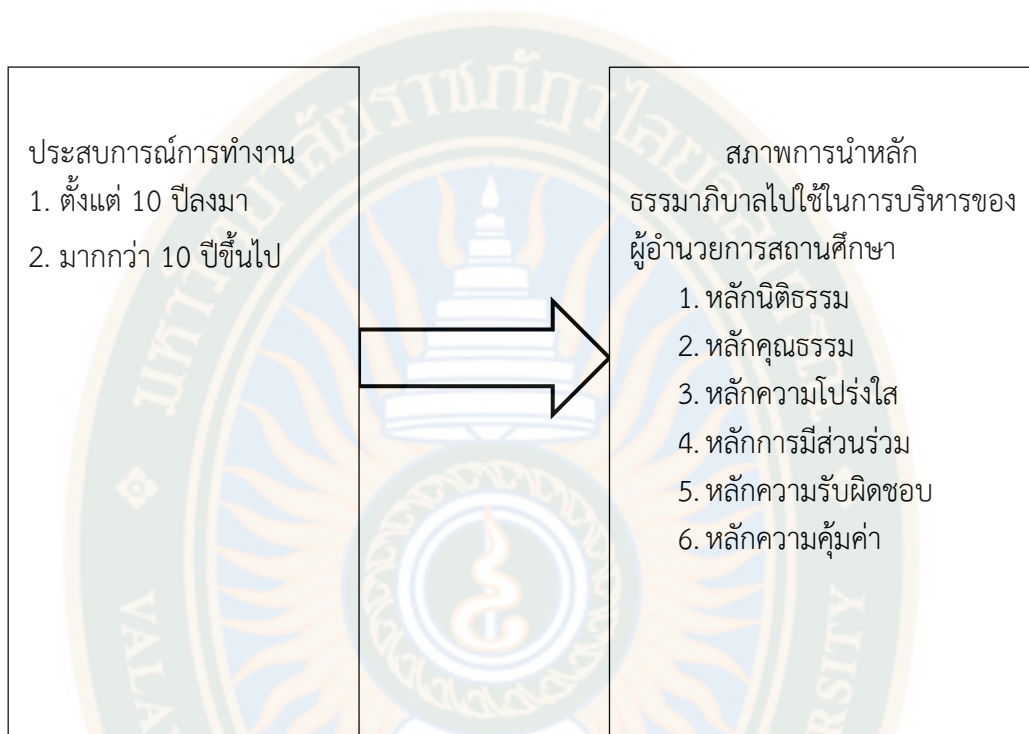 ประสบการณ์การทำงาน
1. ตั้งแต่ 10 ปีลงมา
2. มากกว่า 10 ปีขึ้นไป
สภาพการนำหลัก
ธรรมาภิบาลไปใช้ในการบริหารของ
ผู้อำนวยการสถานศึกษา
1. หลักนิติธรรม
2. หลักคุณธรรม
3. หลักความโปร่งใส
4. หลักการมีส่วนร่วม
5. หลักความรับผิดชอบ
6. หลักความคุ้มค่า